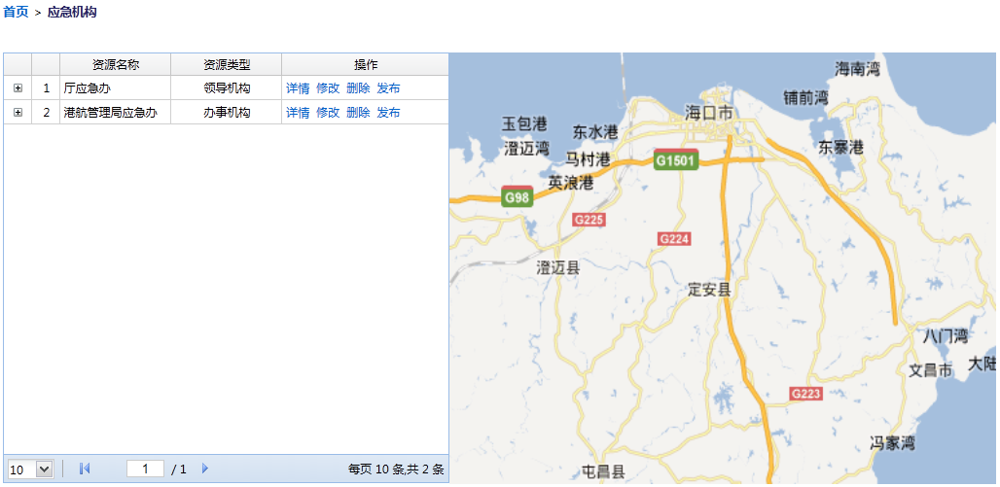 首页 > 应急机构
资源名称 资源类型 操作
1 厅应急办 领导机构 详情 修改 删除 发布
2 港航管理局应急办 办事机构 详情 修改 删除 发布
10 1 / 1 每页 10 条,共 2 条
海南湾
铺前湾
海口市
玉包港
东水港
澄迈湾
东寨港
马村港
G1501
英浪港
G98
G225
G224
澄迈县
定安县
八门湾
大陆
文昌市
G223
冯家湾
屯昌县